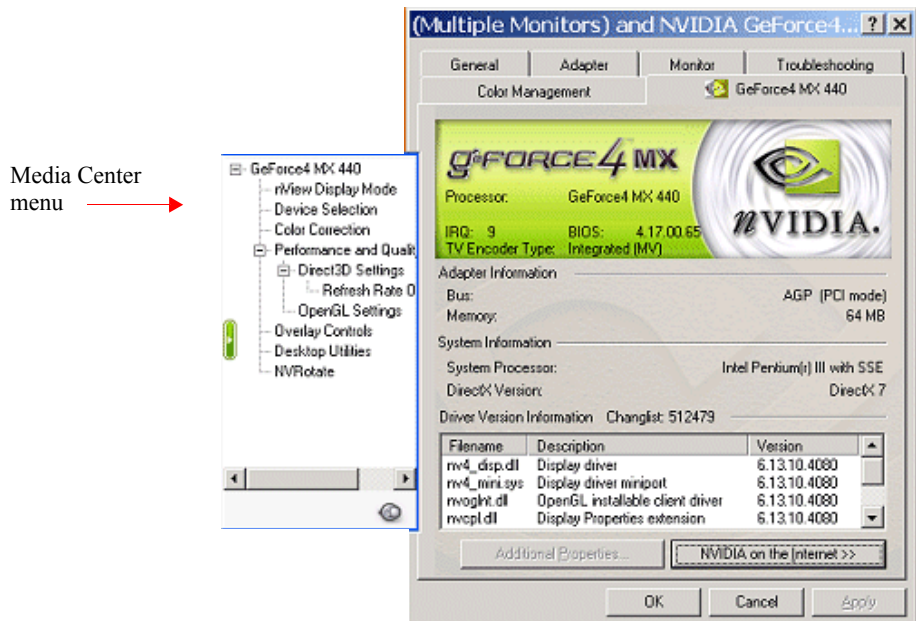 (Multiple Monitors) and NVIDIA GeForce4...
General Adapter Monitor Troubleshooting
Color Management GeForce4 MX 440
Media Center
menu
GeForce4 MX 440
nView Display Mode
Device Selection
Color Correction
Performance and Qualit
Direct3D Settings
Refresh Rate O
OpenGL Settings
Overlay Controls
Desktop Utilities
NVRotate
GeFORCE4 MX
Processor: GeForce4 MX 440
IRQ: 9 BIOS: 4.17.00.65
TV Encoder Type: Integrated (MV)
nVIDIA.
Adapter Information
Bus: AGP (PCI mode)
Memory: 64 MB
System Information
System Processor: Intel Pentium(r) III with SSE
DirectX Version: DirectX 7
Driver Version Information Changlist: 512479
Filename Description Version
nv4_disp.dll Display driver 6.13.10.4080
nv4_mini.sys Display driver miniport 6.13.10.4080
nvoglnt.dll OpenGL installable client driver 6.13.10.4080
nvcpl.dll Display Properties extension 6.13.10.4080
Additional Properties... NVIDIA on the Internet >>
OK Cancel Apply